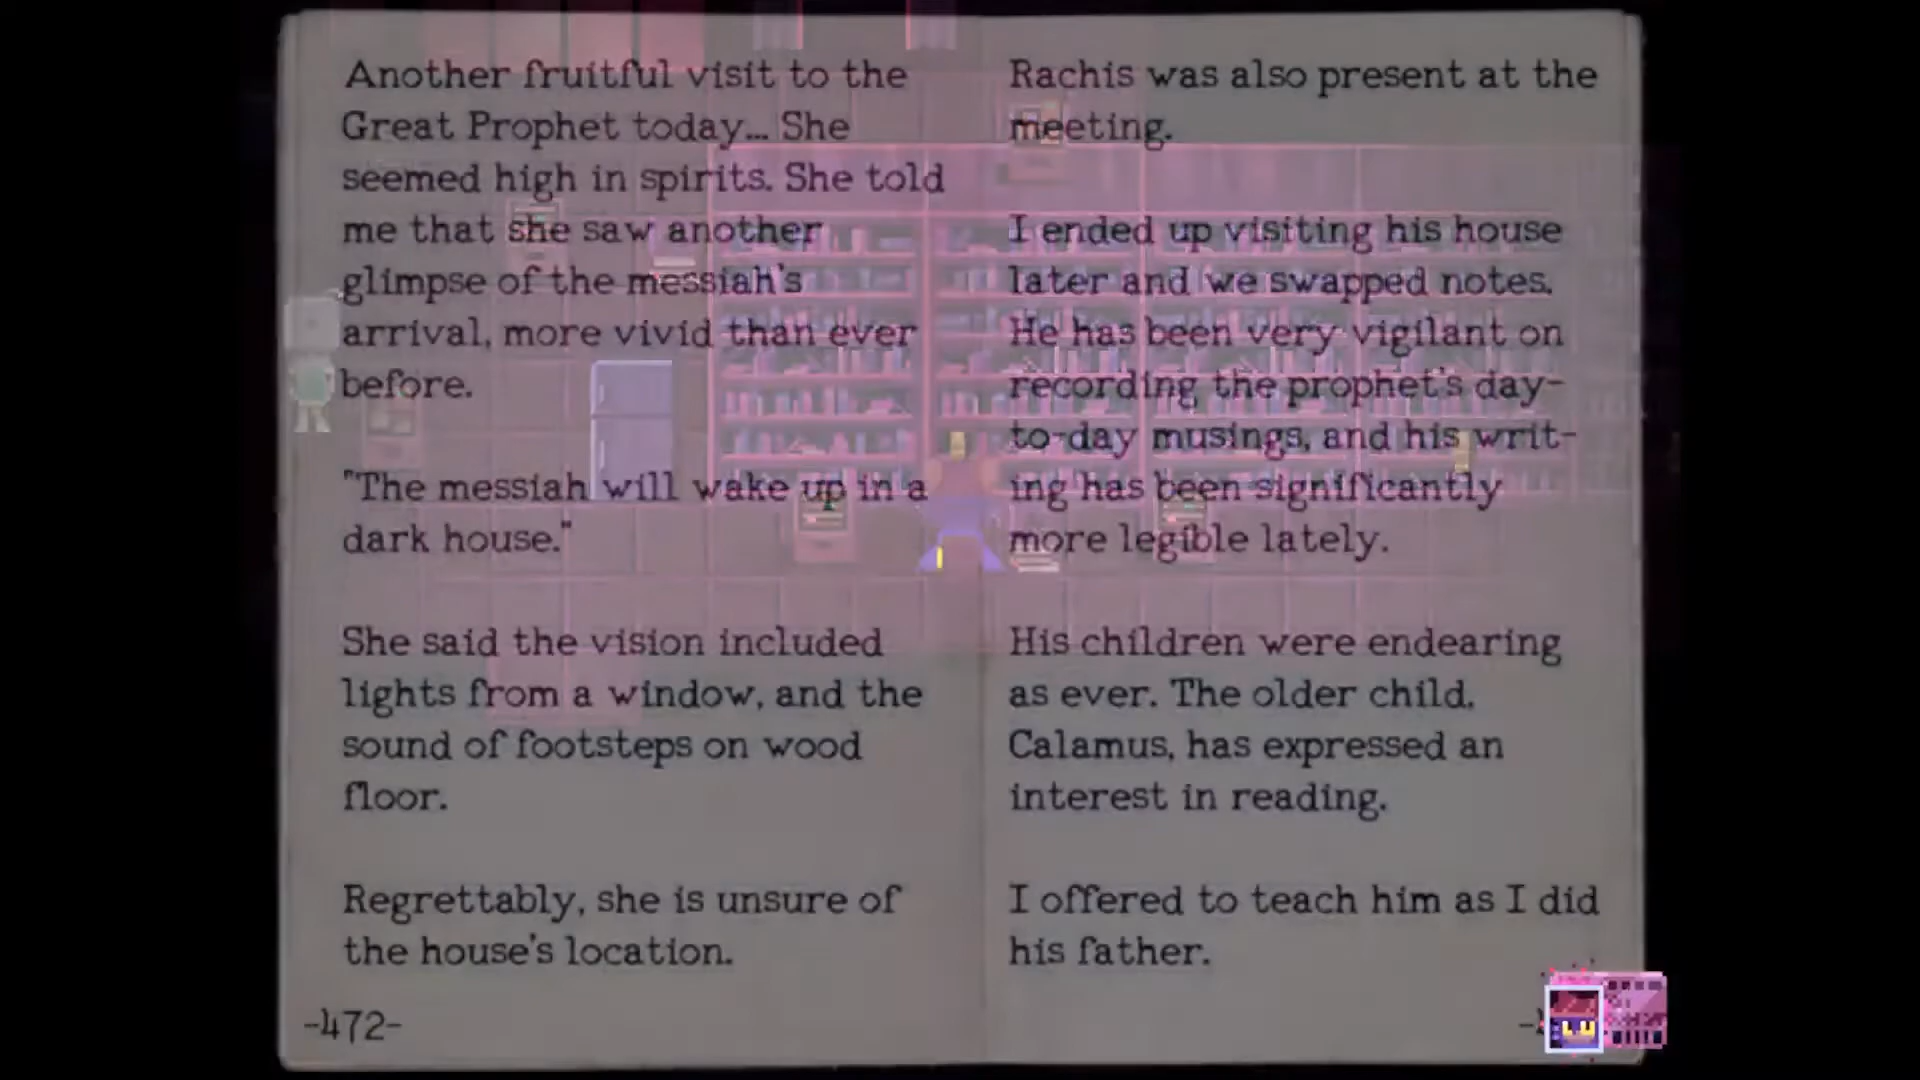 Another fruitful visit to the
Great Prophet today... She
seemed high in spirits. She told
me that she saw another
glimpse of the messiah's
arrival, more vivid than ever
before.
"The messiah will wake up in a
dark house."
She said the vision included
lights from a window, and the
sound of footsteps on wood
floor.
Regrettably, she is unsure of
the house's location.
-472-
Rachis was also present at the
meeting.
I ended up visiting his house
later and we swapped notes.
He has been very vigilant on
recording the prophet's day-
to-day musings, and his writ-
ing has been significantly
more legible lately.
His children were endearing
as ever. The older child,
Calamus, has expressed an
interest in reading.
I offered to teach him as I did
his father.